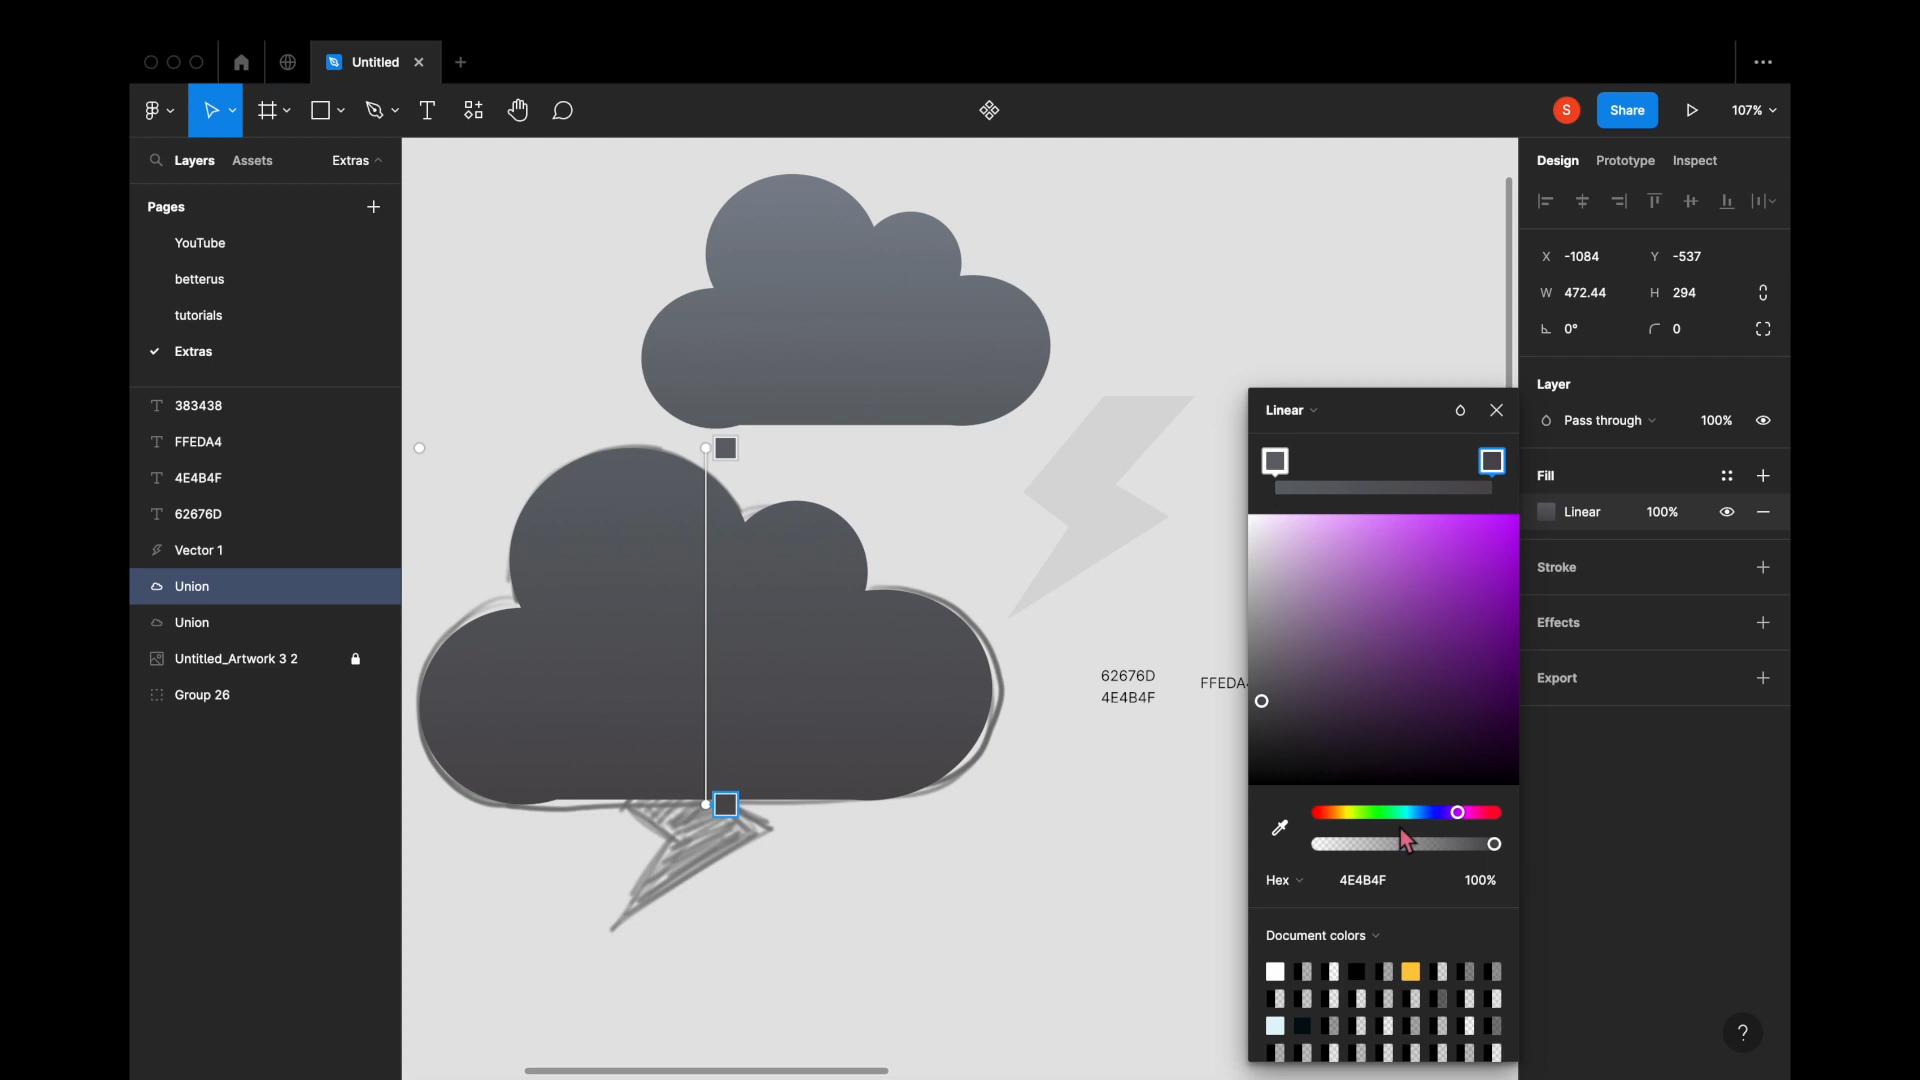 Untitled
S
Share
107%
Layers
Assets
Extras
Design
Prototype
Inspect
Pages
YouTube
betterus
tutorials
Extras
X -1084
Y -537
W 472.44
H 294
0°
0
383438
FFEDA4
4E4B4F
62676D
Vector 1
Union
Union
Untitled_Artwork 3 2
Group 26
Layer
Pass through
100%
Fill
Linear
100%
Stroke
Effects
Export
62676D
4E4B4F
Linear
Hex
4E4B4F
100%
Document colors
?